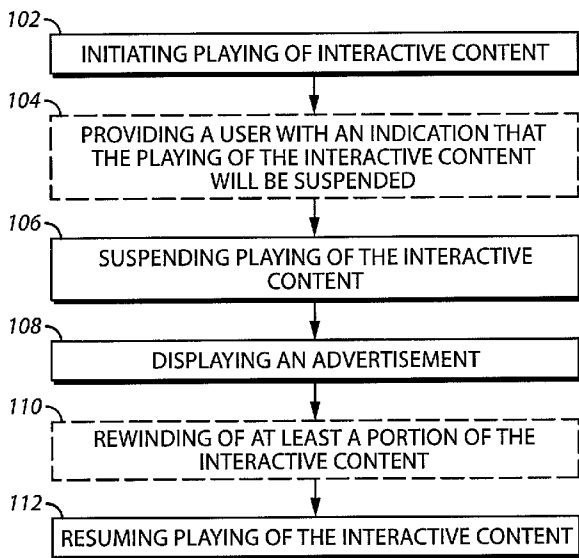 102
INITIATING PLAYING OF INTERACTIVE CONTENT
104
PROVIDING A USER WITH AN INDICATION THAT
THE PLAYING OF THE INTERACTIVE CONTENT
WILL BE SUSPENDED
106
SUSPENDING PLAYING OF THE INTERACTIVE
CONTENT
108
DISPLAYING AN ADVERTISEMENT
110
REWINDING OF AT LEAST A PORTION OF THE
INTERACTIVE CONTENT
112
RESUMING PLAYING OF THE INTERACTIVE CONTENT